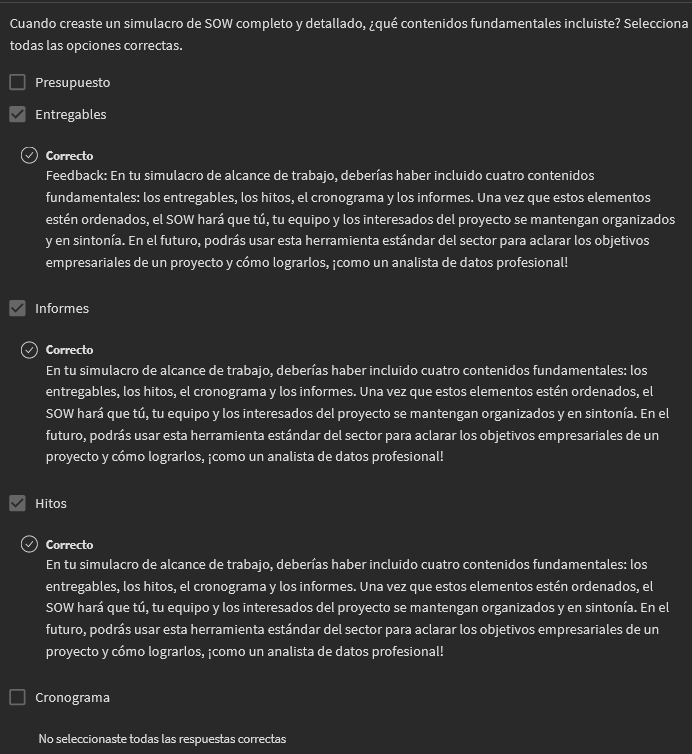 Cuando creaste un simulacro de SOW completo y detallado, ¿qué contenidos fundamentales incluiste? Selecciona
todas las opciones correctas.
Presupuesto
Entregables
Correcto
Feedback: En tu simulacro de alcance de trabajo, deberías haber incluido cuatro contenidos
fundamentales: los entregables, los hitos, el cronograma y los informes. Una vez que estos elementos
estén ordenados, el SOW hará que tú, tu equipo y los interesados del proyecto se mantengan organizados
y en sintonía. En el futuro, podrás usar esta herramienta estándar del sector para aclarar los objetivos
empresariales de un proyecto y cómo lograrlos, ¡como un analista de datos profesional!
Informes
Correcto
En tu simulacro de alcance de trabajo, deberías haber incluido cuatro contenidos fundamentales: los
entregables, los hitos, el cronograma y los informes. Una vez que estos elementos estén ordenados, el
SOW hará que tú, tu equipo y los interesados del proyecto se mantengan organizados y en sintonía. En el
futuro, podrás usar esta herramienta estándar del sector para aclarar los objetivos empresariales de un
proyecto y cómo lograrlos, ¡como un analista de datos profesional!
Hitos
Correcto
En tu simulacro de alcance de trabajo, deberías haber incluido cuatro contenidos fundamentales: los
entregables, los hitos, el cronograma y los informes. Una vez que estos elementos estén ordenados, el
SOW hará que tú, tu equipo y los interesados del proyecto se mantengan organizados y en sintonía. En el
futuro, podrás usar esta herramienta estándar del sector para aclarar los objetivos empresariales de un
proyecto y cómo lograrlos, ¡como un analista de datos profesional!
Cronograma
No seleccionaste todas las respuestas correctas